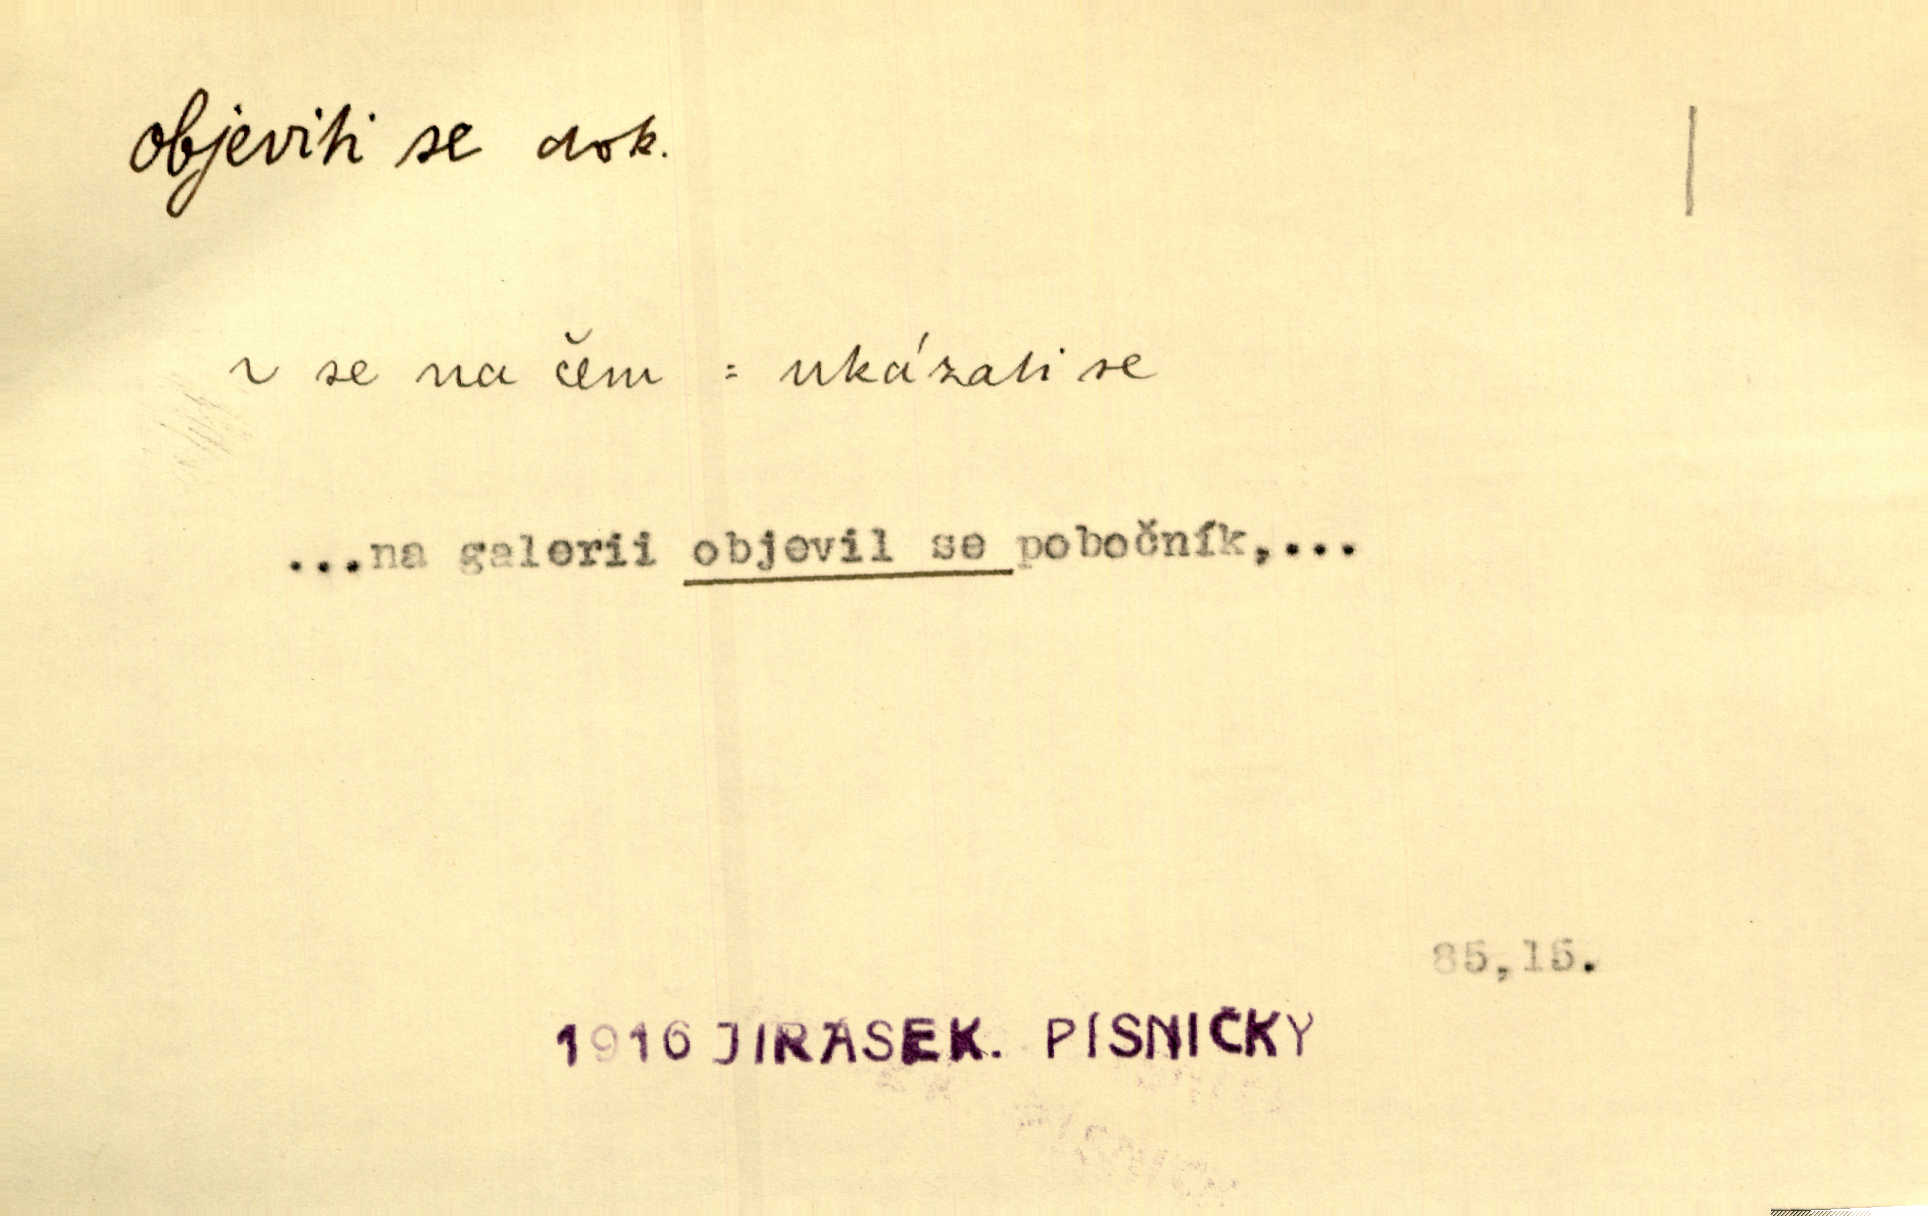 objeviti se dok.
~ se na čem = ukázati se
...na galerii objevil se pobočník,...
85,15.
1916 JIRÁSEK. PÍSNIČKY